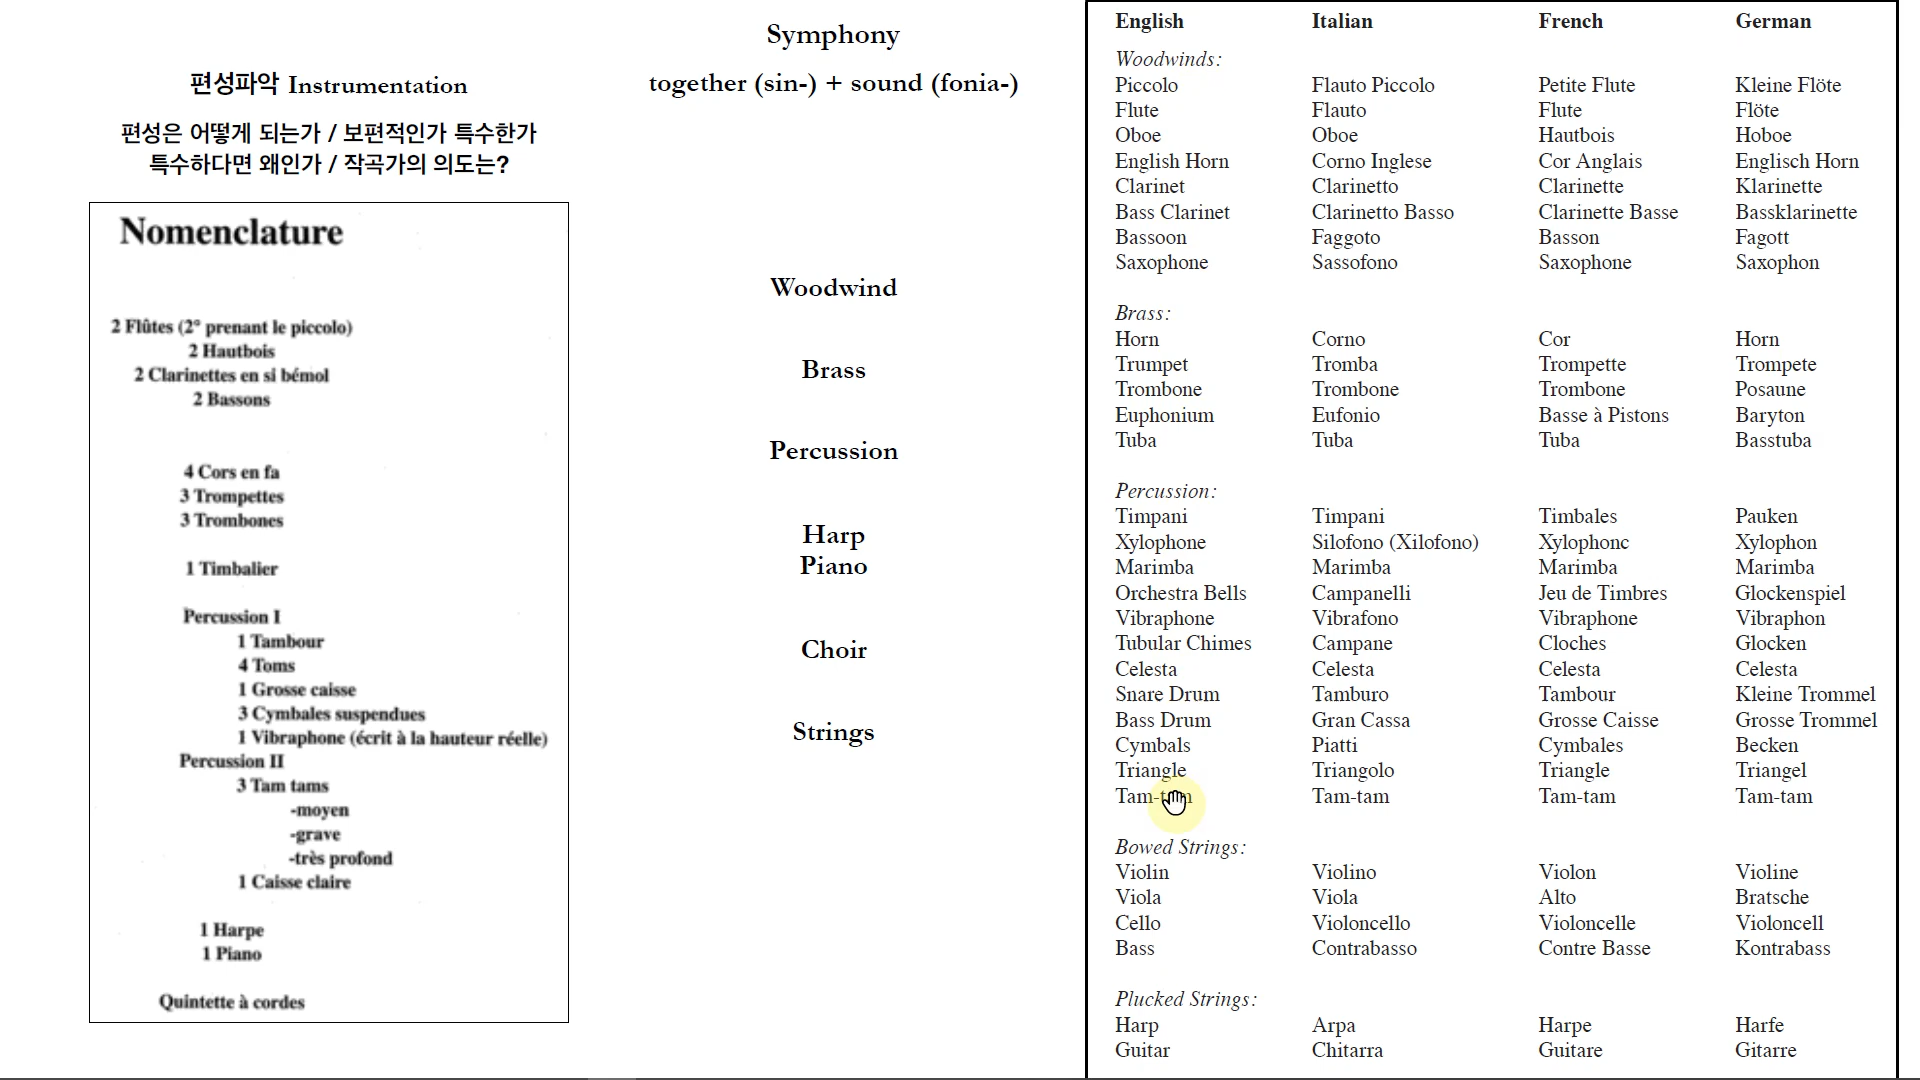 편성파악 Instrumentation
편성은 어떻게 되는가 / 보편적인가 특수한가
특수하다면 왜인가 / 작곡가의 의도는?
Nomenclature
2 Flûtes (2° prenant le piccolo)
2 Hautbois
2 Clarinettes en si bémol
2 Bassons
4 Cors en fa
3 Trompettes
3 Trombones
1 Timbalier
Percussion I
1 Tambour
4 Toms
1 Grosse caisse
3 Cymbales suspendues
1 Vibraphone (écrit à la hauteur réelle)
Percussion II
3 Tam tams
-moyen
-grave
-très profond
1 Caisse claire
1 Harpe
1 Piano
Quintette à cordes
Symphony
together (sin-) + sound (fonia-)
Woodwind
Brass
Percussion
Harp
Piano
Choir
Strings
English Italian French German
Woodwinds:
Piccolo Flauto Piccolo Petite Flute Kleine Flöte
Flute Flauto Flute Flöte
Oboe Oboe Hautbois Hoboe
English Horn Corno Inglese Cor Anglais Englisch Horn
Clarinet Clarinetto Clarinette Klarinette
Bass Clarinet Clarinetto Basso Clarinette Basse Bassklarinette
Bassoon Faggoto Basson Fagott
Saxophone Sassofono Saxophone Saxophon
Brass:
Horn Corno Cor Horn
Trumpet Tromba Trompette Trompete
Trombone Trombone Trombone Posaune
Euphonium Eufonio Basse à Pistons Baryton
Tuba Tuba Tuba Basstuba
Percussion:
Timpani Timpani Timbales Pauken
Xylophone Silofono (Xilofono) Xylophonc Xylophon
Marimba Marimba Marimba Marimba
Orchestra Bells Campanelli Jeu de Timbres Glockenspiel
Vibraphone Vibrafono Vibraphone Vibraphon
Tubular Chimes Campane Cloches Glocken
Celesta Celesta Celesta Celesta
Snare Drum Tamburo Tambour Kleine Trommel
Bass Drum Gran Cassa Grosse Caisse Grosse Trommel
Cymbals Piatti Cymbales Becken
Triangle Triangolo Triangle Triangel
Tam-tam Tam-tam Tam-tam Tam-tam
Bowed Strings:
Violin Violino Violon Violine
Viola Viola Alto Bratsche
Cello Violoncello Violoncelle Violoncell
Bass Contrabasso Contre Basse Kontrabass
Plucked Strings:
Harp Arpa Harpe Harfe
Guitar Chitarra Guitare Gitarre